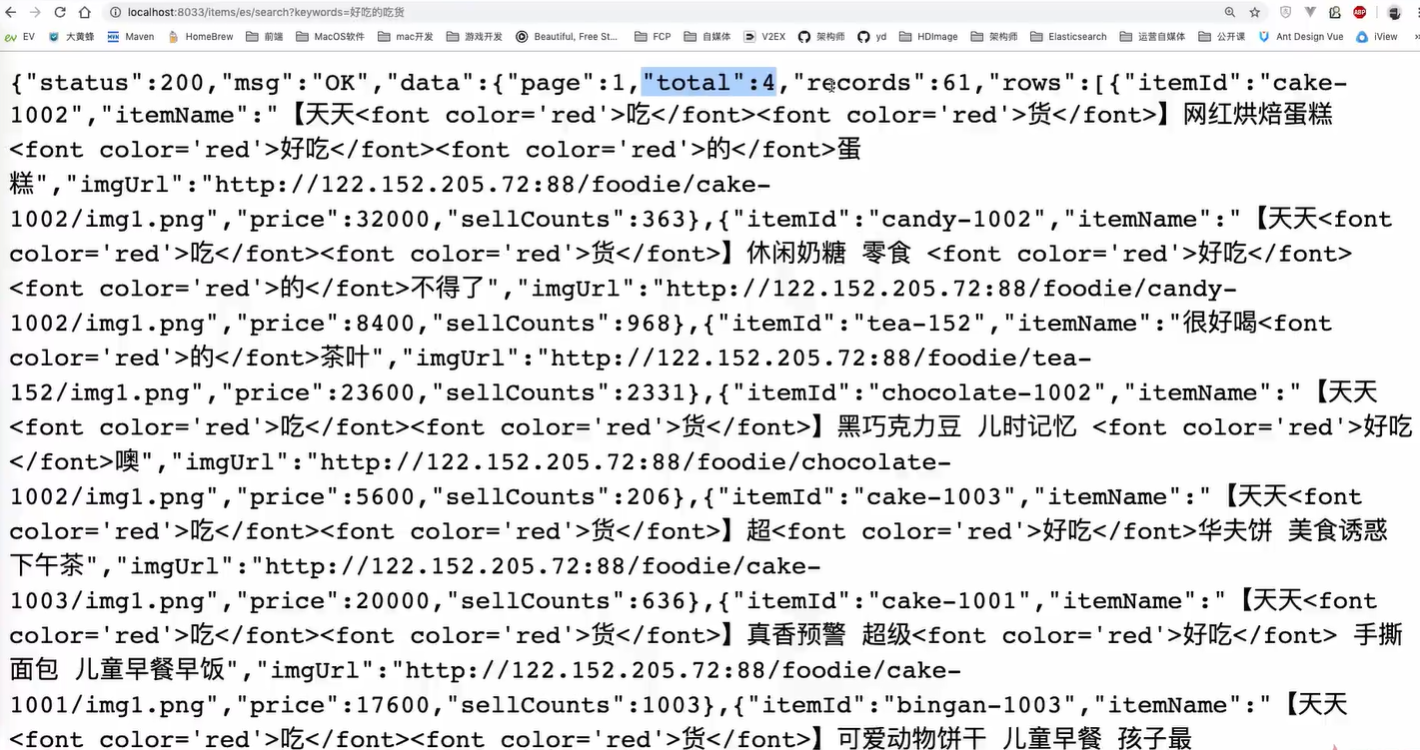 localhost:8033/items/es/search?keywords=好吃的吃货
EV 大黄蜂 Maven HomeBrew 前端 MacOS软件 mac开发 游戏开发 Beautiful, Free St... FCP 自媒体 V2EX 架构师 yd HDImage 架构师 Elasticsearch 运营自媒体 公开课 Ant Design Vue iView
{"status":200,"msg":"OK","data":{"page":1,"total":4,"records":61,"rows":[{"itemId":"cake-
1002","itemName":"【天天<font color='red'>吃</font><font color='red'>货</font>】网红烘焙蛋糕
<font color='red'>好吃</font><font color='red'>的</font>蛋
糕","imgUrl":"http://122.152.205.72:88/foodie/cake-
1002/img1.png","price":32000,"sellCounts":363},{"itemId":"candy-1002","itemName":"【天天<font
color='red'>吃</font><font color='red'>货</font>】休闲奶糖 零食 <font color='red'>好吃</font>
<font color='red'>的</font>不得了","imgUrl":"http://122.152.205.72:88/foodie/candy-
1002/img1.png","price":8400,"sellCounts":968},{"itemId":"tea-152","itemName":"很好喝<font
color='red'>的</font>茶叶","imgUrl":"http://122.152.205.72:88/foodie/tea-
152/img1.png","price":23600,"sellCounts":2331},{"itemId":"chocolate-1002","itemName":"【天天
<font color='red'>吃</font><font color='red'>货</font>】黑巧克力豆 儿时记忆 <font color='red'>好吃
</font>噢","imgUrl":"http://122.152.205.72:88/foodie/chocolate-
1002/img1.png","price":5600,"sellCounts":206},{"itemId":"cake-1003","itemName":"【天天<font
color='red'>吃</font><font color='red'>货</font>】超<font color='red'>好吃</font>华夫饼 美食诱惑
下午茶","imgUrl":"http://122.152.205.72:88/foodie/cake-
1003/img1.png","price":20000,"sellCounts":636},{"itemId":"cake-1001","itemName":"【天天<font
color='red'>吃</font><font color='red'>货</font>】真香预警 超级<font color='red'>好吃</font> 手撕
面包 儿童早餐早饭","imgUrl":"http://122.152.205.72:88/foodie/cake-
1001/img1.png","price":17600,"sellCounts":1003},{"itemId":"bingan-1003","itemName":"【天天
<font color='red'>吃</font><font color='red'>货</font>】可爱动物饼干 儿童早餐 孩子最